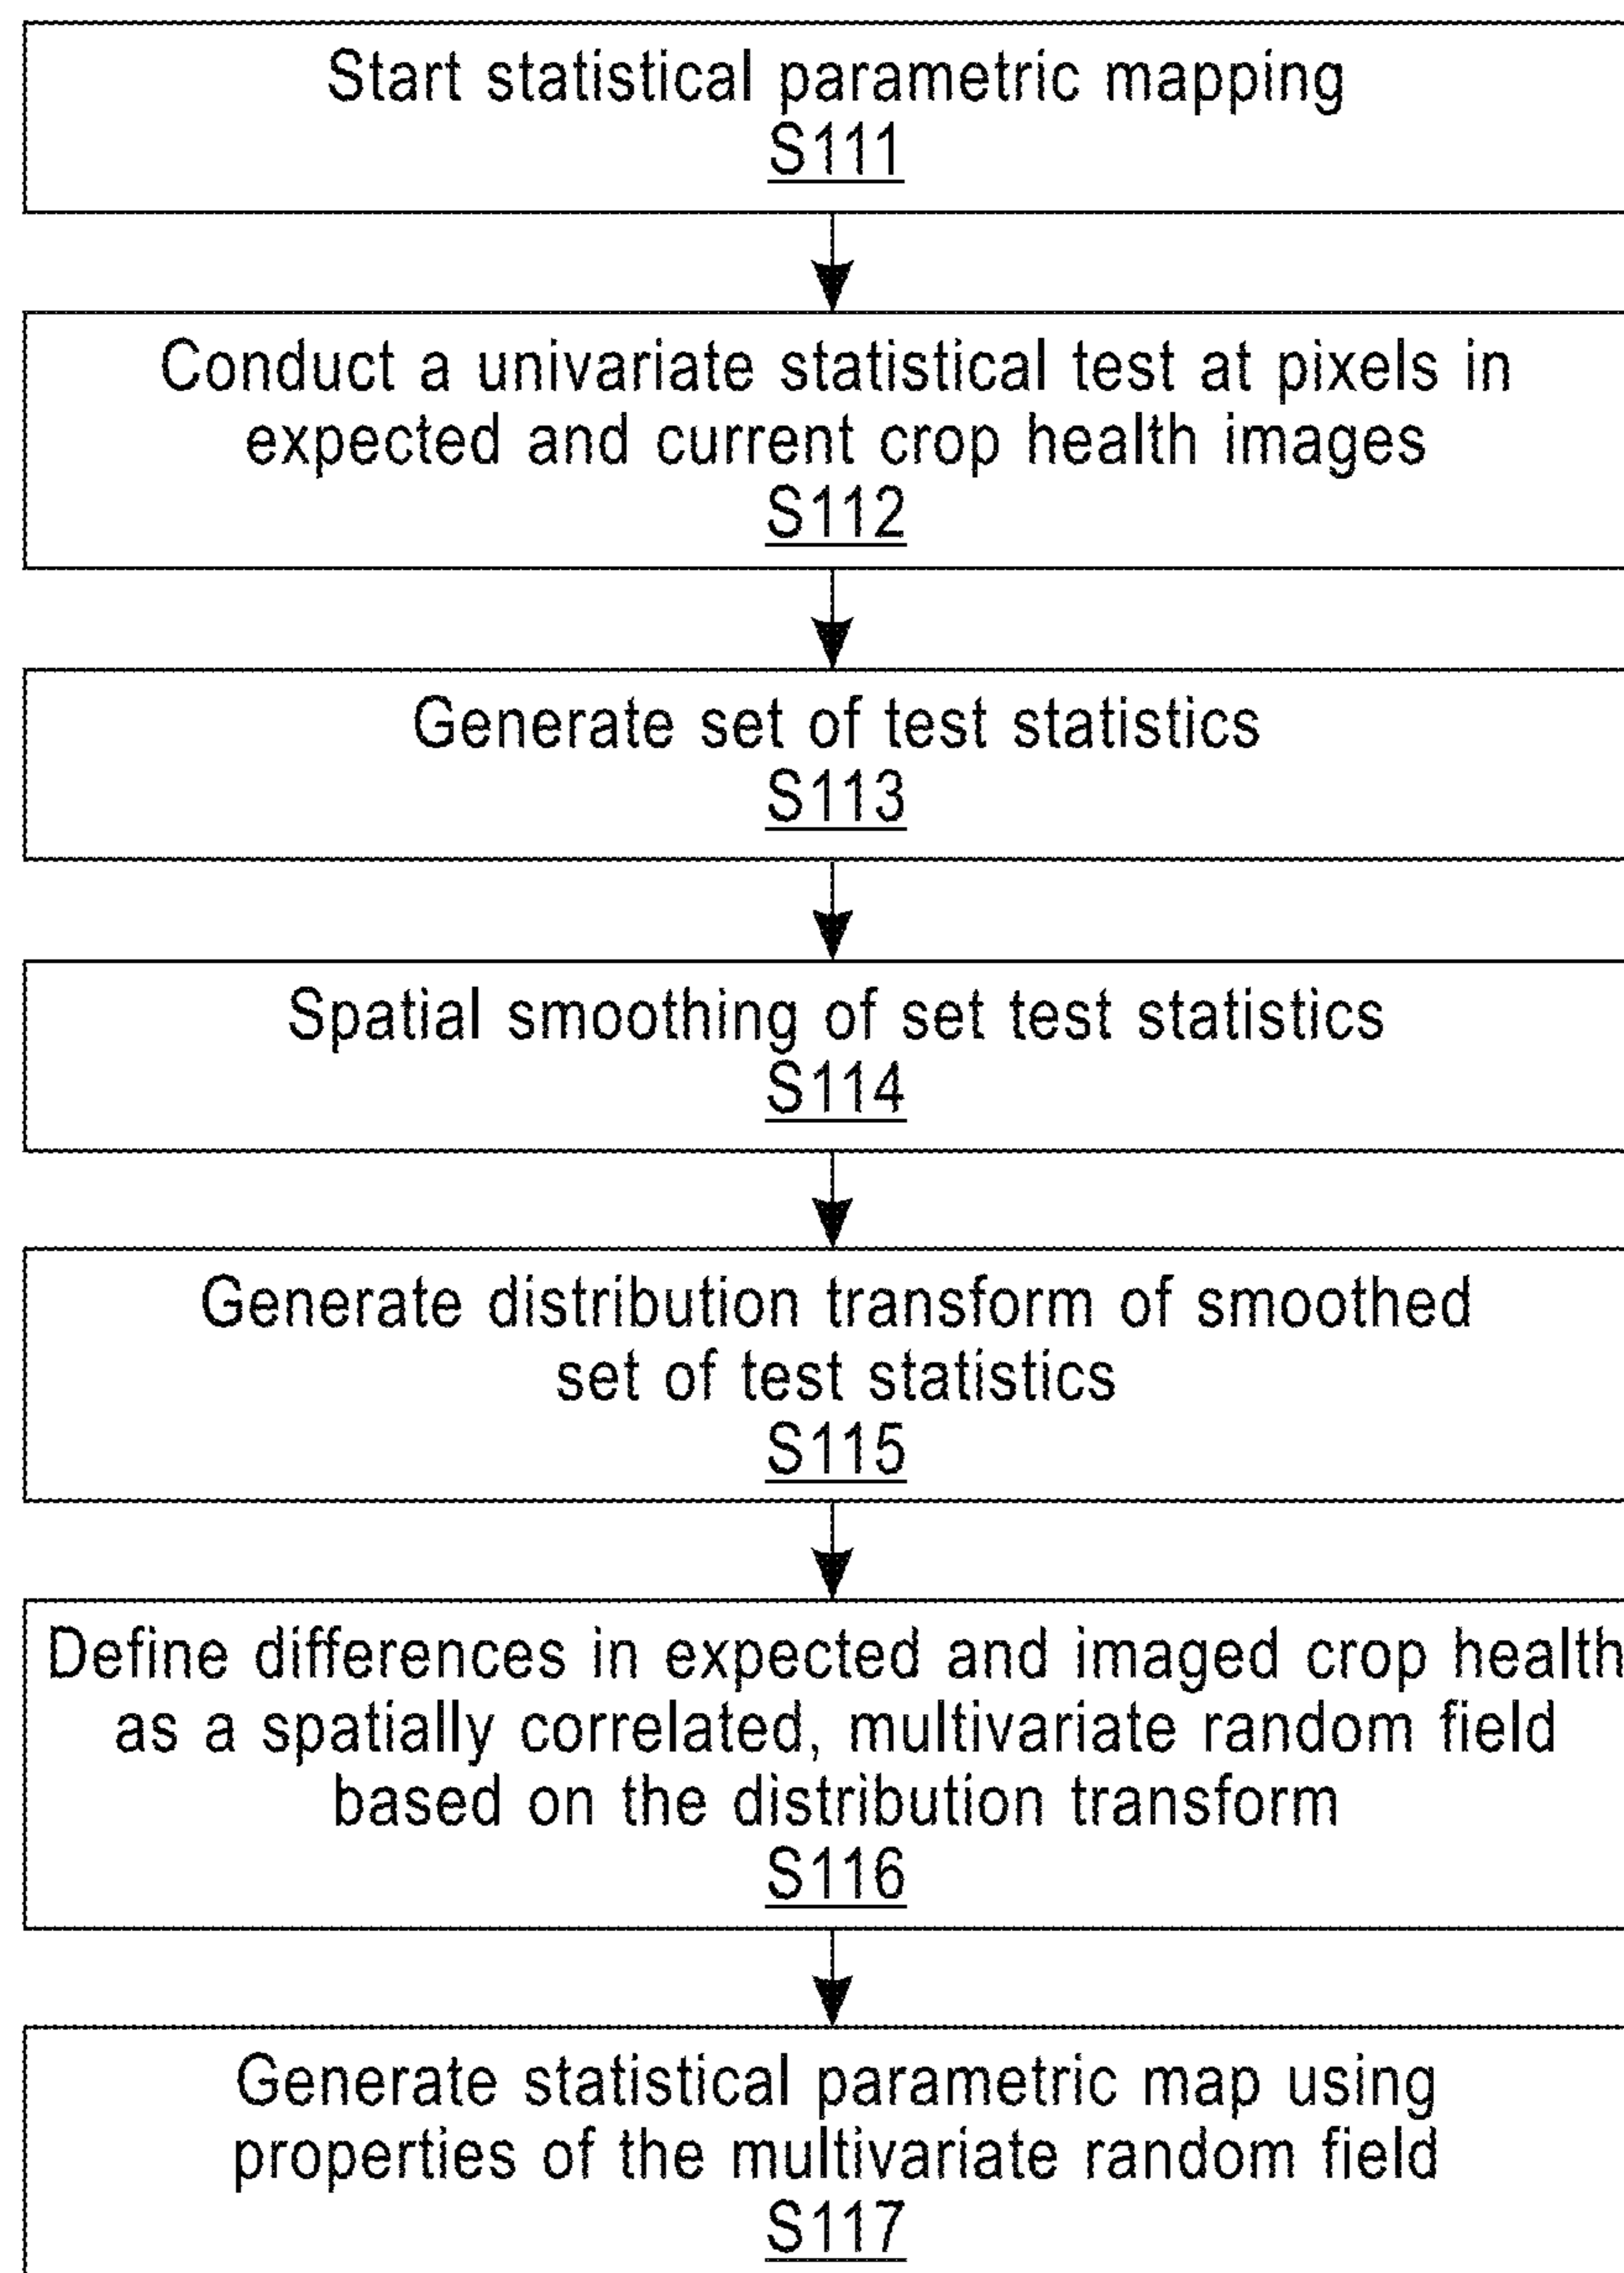 Start statistical parametric mapping
S111
Conduct a univariate statistical test at pixels in
expected and current crop health images
S112
Generate set of test statistics
S113
Spatial smoothing of set test statistics
S114
Generate distribution transform of smoothed
set of test statistics
S115
Define differences in expected and imaged crop health
as a spatially correlated, multivariate random field
based on the distribution transform
S116
Generate statistical parametric map using
properties of the multivariate random field
S117